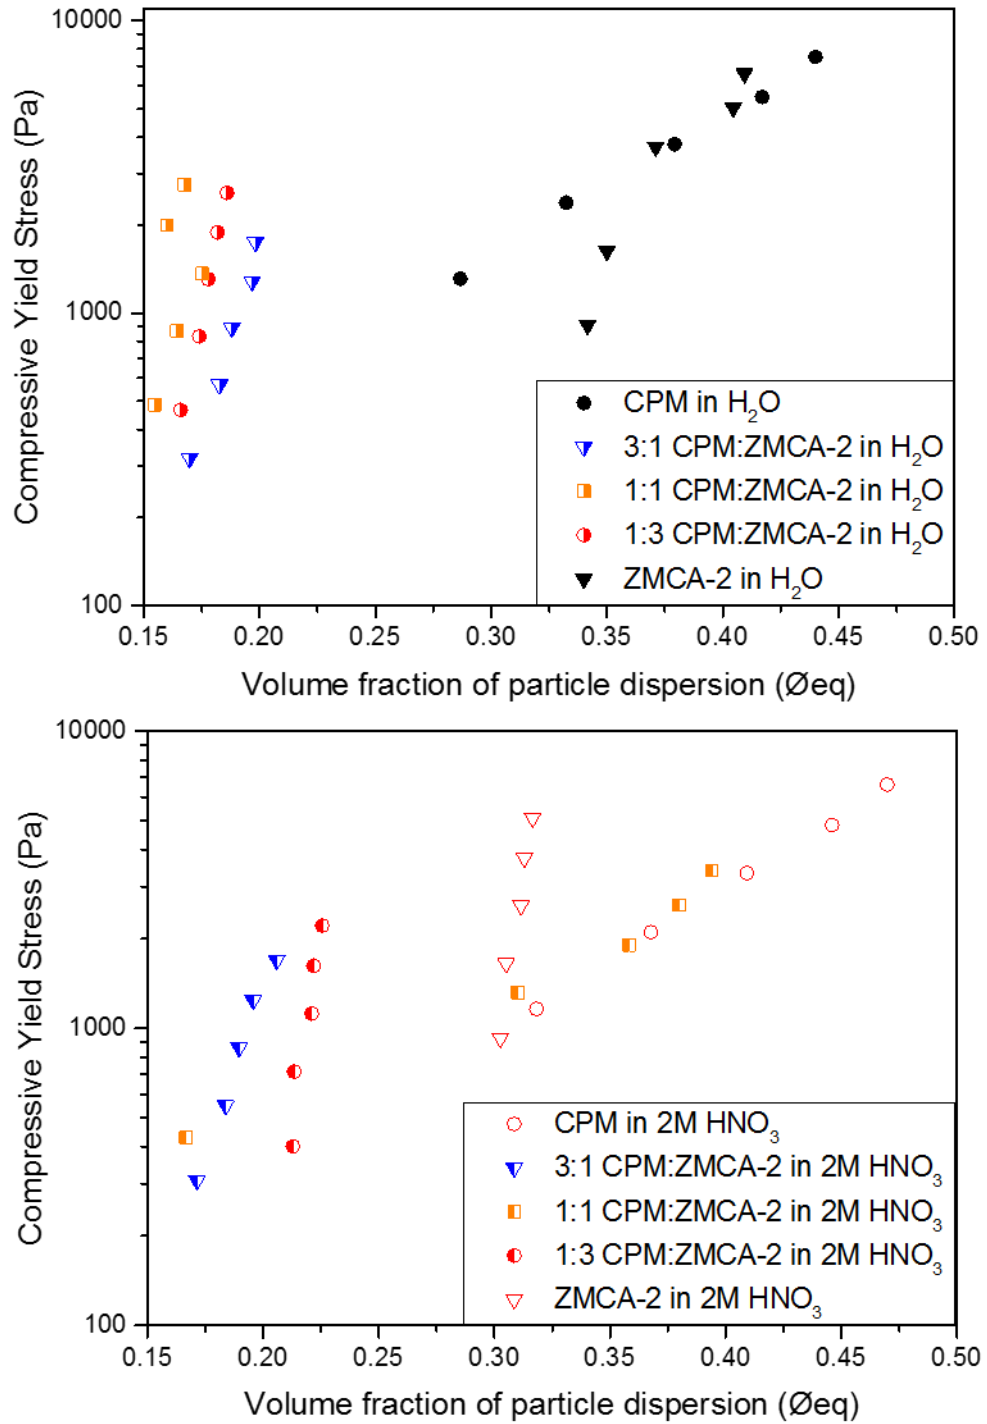 10000
1000
100
Compressive Yield Stress (Pa)
CPM in H₂O
3:1 CPM:ZMCA-2 in H₂O
1:1 CPM:ZMCA-2 in H₂O
1:3 CPM:ZMCA-2 in H₂O
ZMCA-2 in H₂O
0.15 0.20 0.25 0.30 0.35 0.40 0.45 0.50
Volume fraction of particle dispersion (Øeq)
10000
1000
100
Compressive Yield Stress (Pa)
CPM in 2M HNO₃
3:1 CPM:ZMCA-2 in 2M HNO₃
1:1 CPM:ZMCA-2 in 2M HNO₃
1:3 CPM:ZMCA-2 in 2M HNO₃
ZMCA-2 in 2M HNO₃
0.15 0.20 0.25 0.30 0.35 0.40 0.45 0.50
Volume fraction of particle dispersion (Øeq)